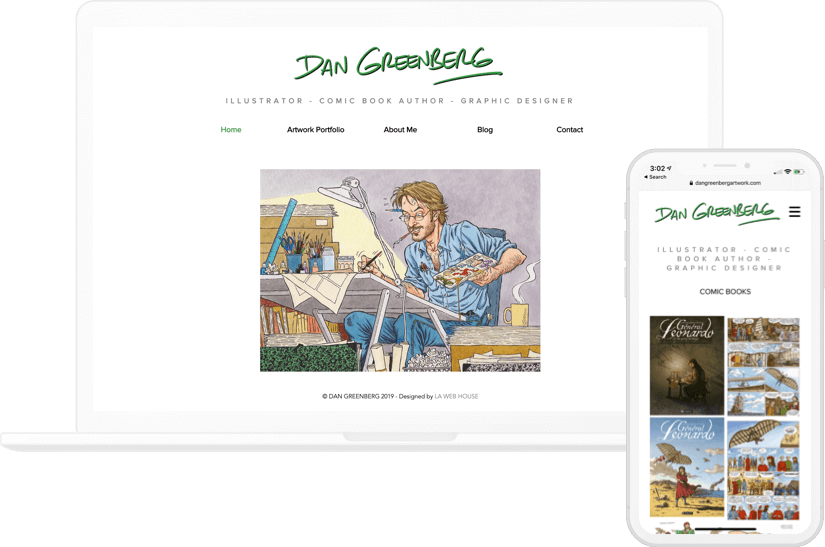 DAN GREENBERG
ILLUSTRATOR - COMIC BOOK AUTHOR - GRAPHIC DESIGNER
Home Artwork Portfolio About Me Blog Contact
© DAN GREENBERG 2019 - Designed by LA WEB HOUSE
3:02
Search
dangreenbergartwork.com
DAN GREENBERG
ILLUSTRATOR - COMIC
BOOK AUTHOR -
GRAPHIC DESIGNER
COMIC BOOKS
Général
Leonardo
Général
Leonardo